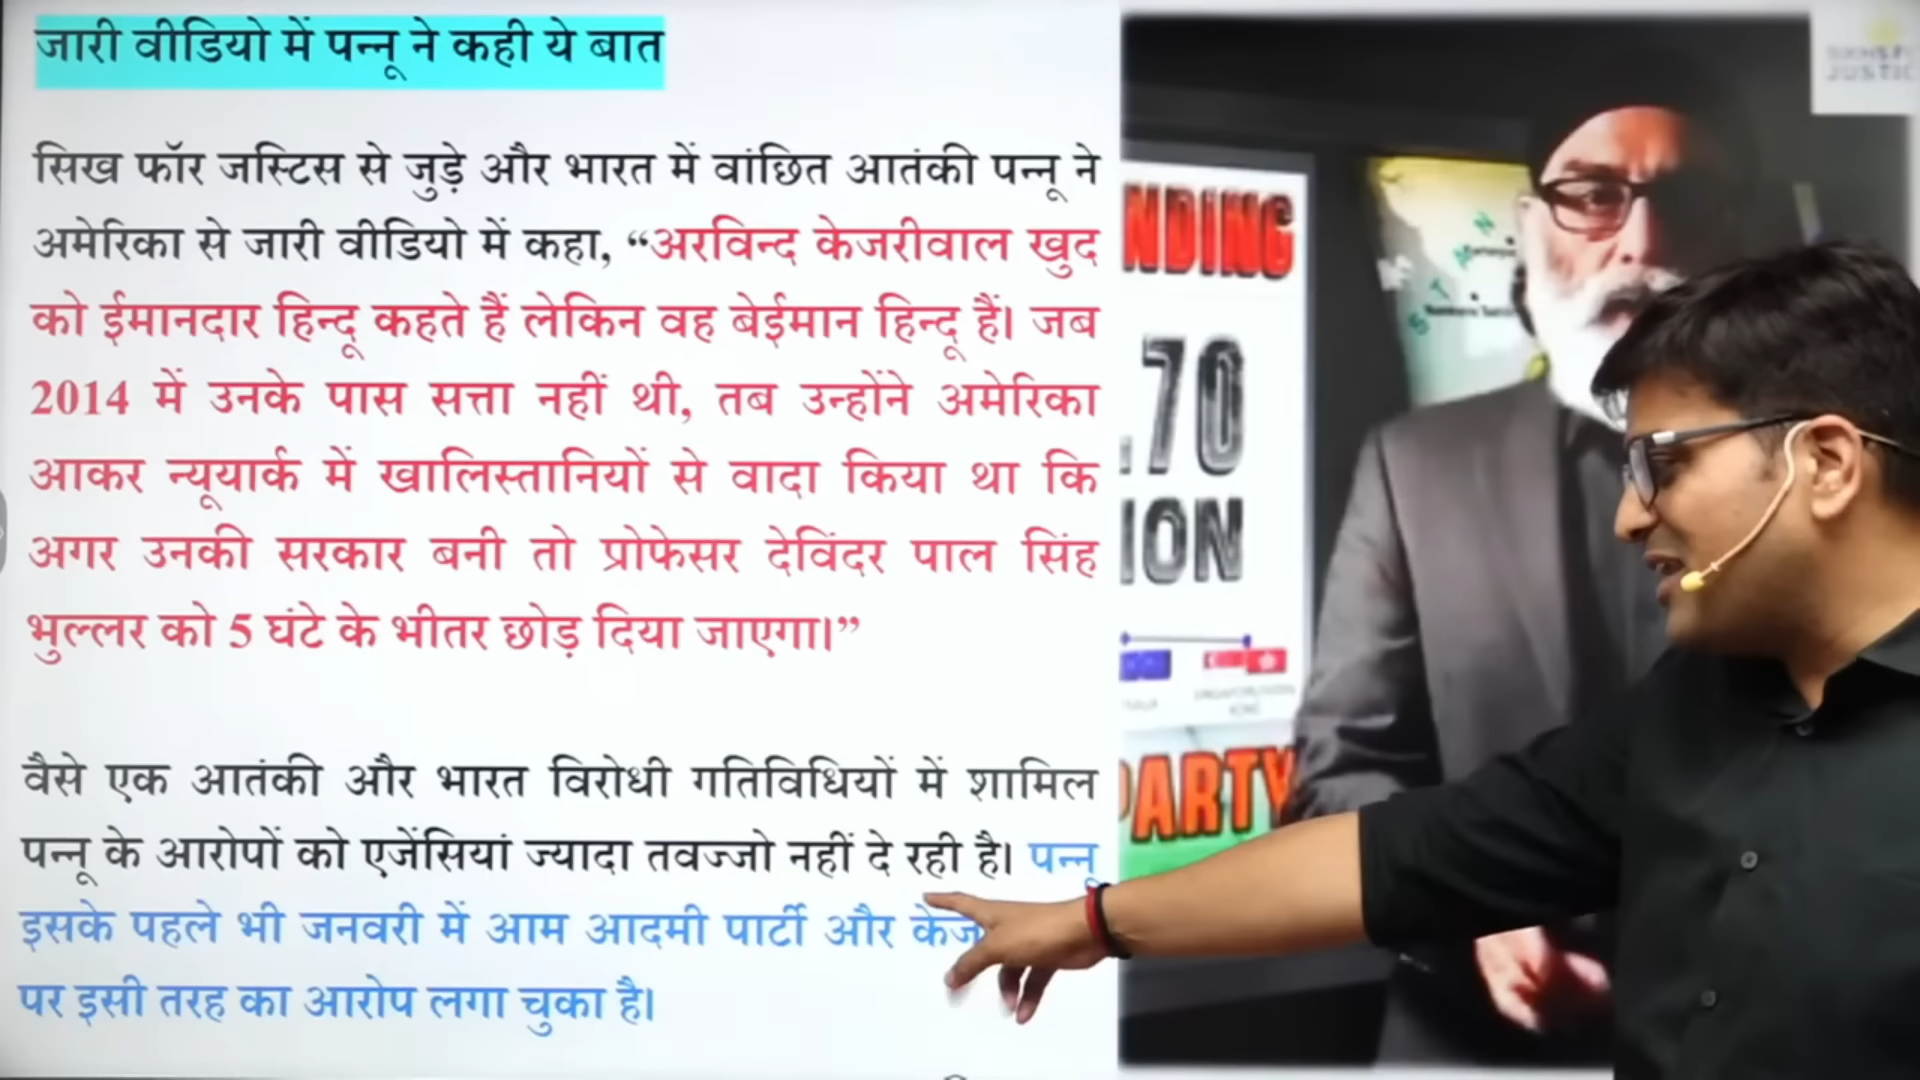 जारी वीडियो में पन्नू ने कही ये बात
सिख फॉर जस्टिस से जुड़े और भारत में वांछित आतंकी पन्नू ने
अमेरिका से जारी वीडियो में कहा, “अरविन्द केजरीवाल खुद
को ईमानदार हिन्दू कहते हैं लेकिन वह बेईमान हिन्दू हैं। जब
2014 में उनके पास सत्ता नहीं थी, तब उन्होंने अमेरिका
आकर न्यूयार्क में खालिस्तानियों से वादा किया था कि
अगर उनकी सरकार बनी तो प्रोफेसर देविंदर पाल सिंह
भुल्लर को 5 घंटे के भीतर छोड़ दिया जाएगा।”
वैसे एक आतंकी और भारत विरोधी गतिविधियों में शामिल
पन्नू के आरोपों को एजेंसियां ज्यादा तवज्जो नहीं दे रही है। पन्नू
इसके पहले भी जनवरी में आम आदमी पार्टी और केज
पर इसी तरह का आरोप लगा चुका है।
NDING
.70
ION
PARTY
JUSTIC